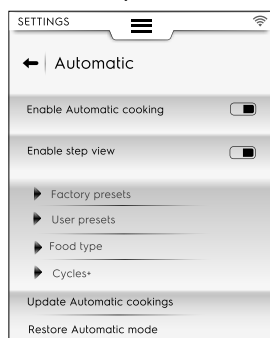 SETTINGS
Automatic
Enable Automatic cooking
Enable step view
Factory presets
User presets
Food type
Cycles+
Update Automatic cookings
Restore Automatic mode